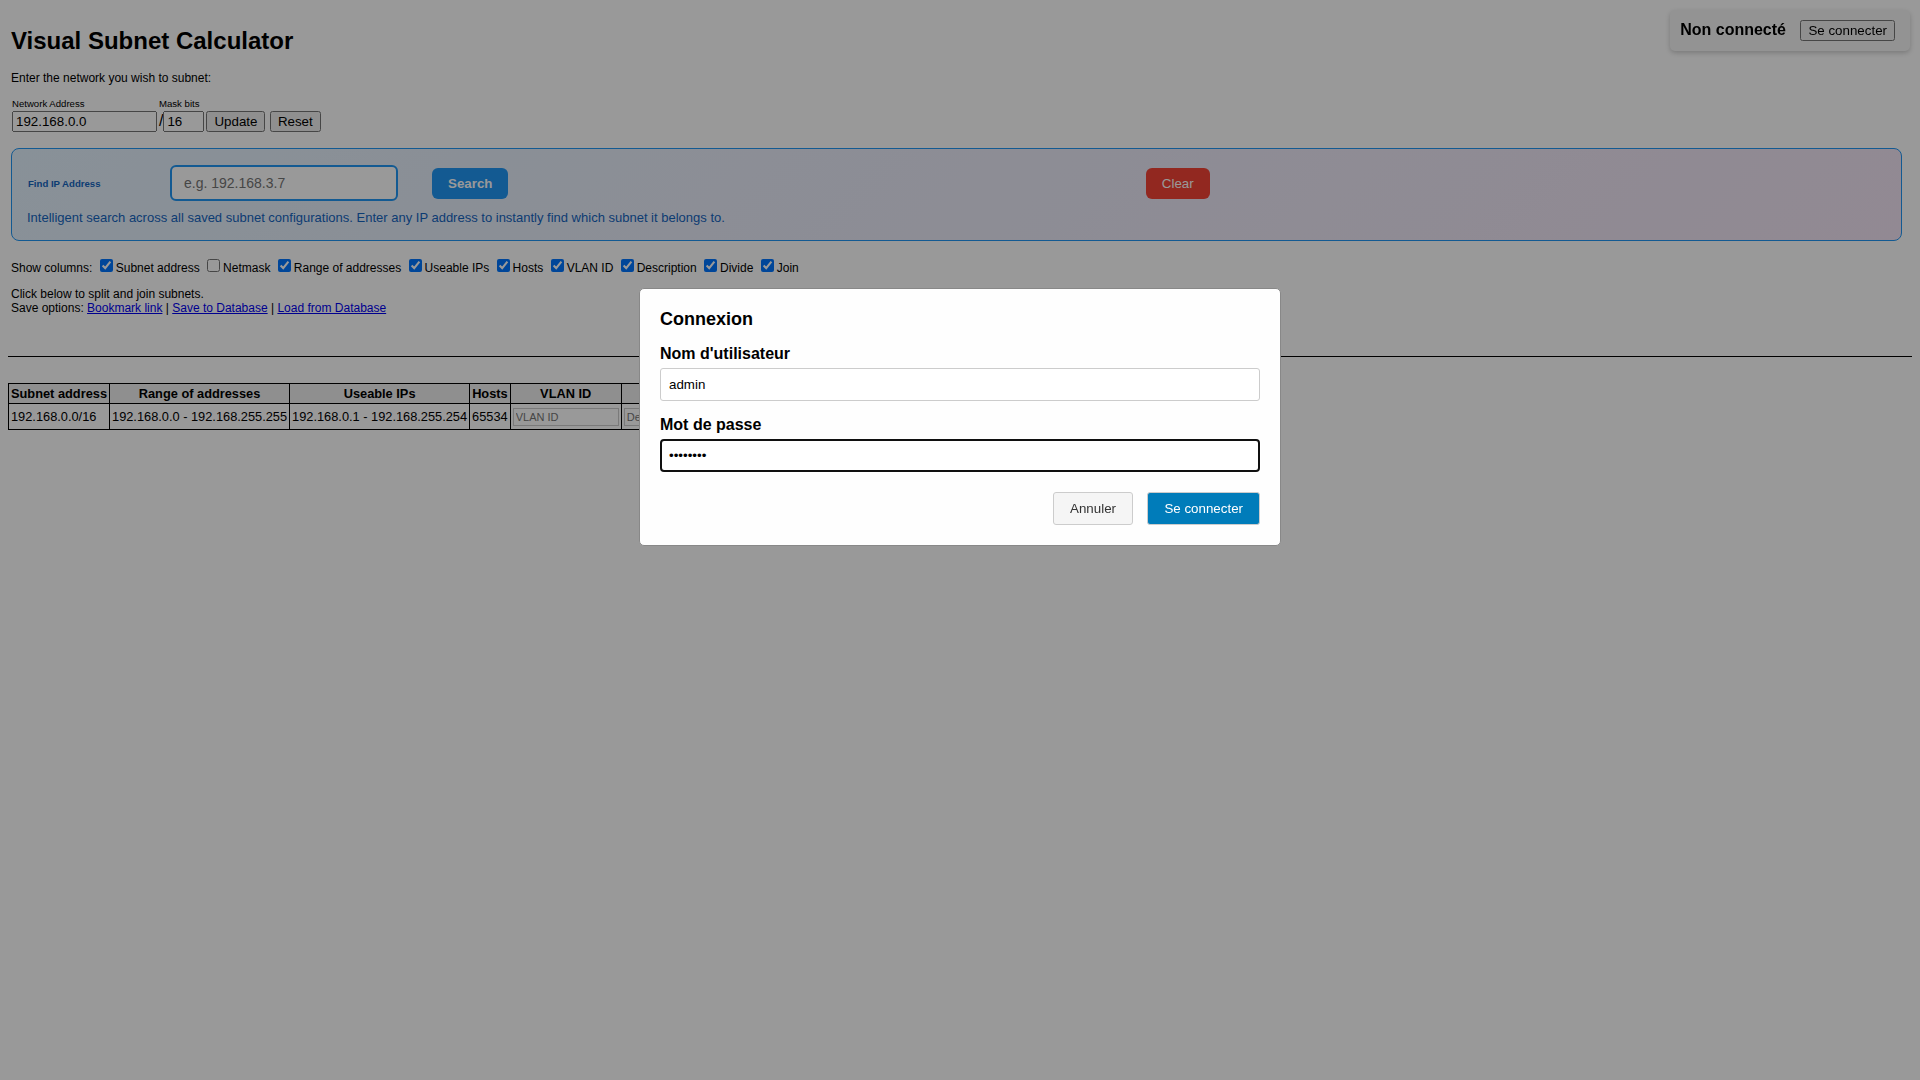 Visual Subnet Calculator
Non connecté Se connecter
Enter the network you wish to subnet:
Network Address Mask bits
192.168.0.0 / 16 Update Reset
Find IP Address e.g. 192.168.3.7 Search Clear
Intelligent search across all saved subnet configurations. Enter any IP address to instantly find which subnet it belongs to.
Show columns: Subnet address Netmask Range of addresses Useable IPs Hosts VLAN ID Description Divide Join
Click below to split and join subnets.
Save options: Bookmark link | Save to Database | Load from Database
Subnet address Range of addresses Useable IPs Hosts VLAN ID
192.168.0.0/16 192.168.0.0 - 192.168.255.255 192.168.0.1 - 192.168.255.254 65534 VLAN ID De
Connexion
Nom d'utilisateur
admin
Mot de passe
••••••••
Annuler Se connecter